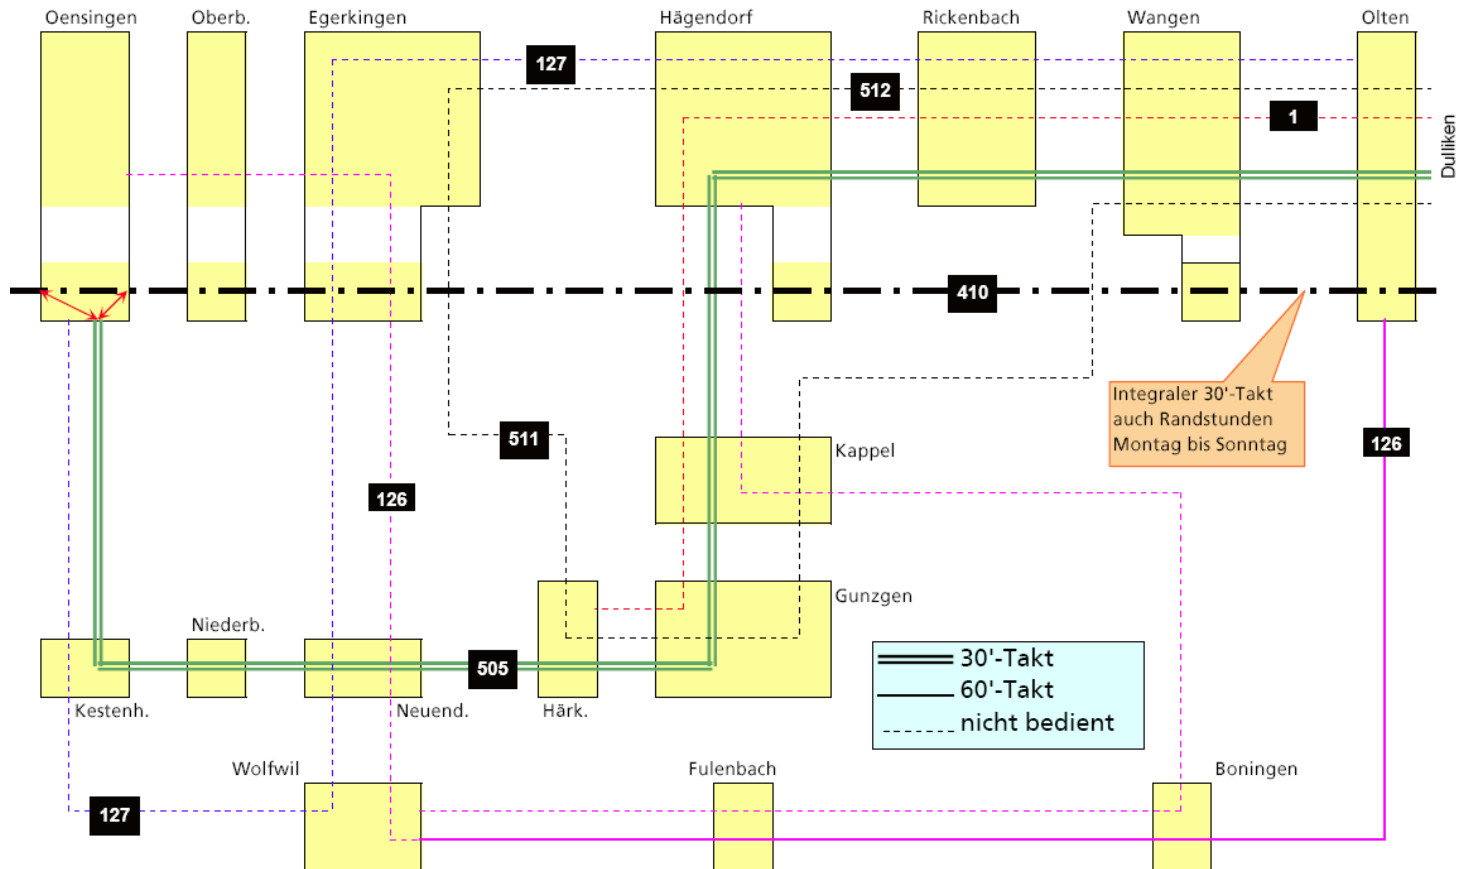 Oensingen
Oberb.
Egerkingen
Hägendorf
Rickenbach
Wangen
Olten
127
512
1
Dulliken
410
Integraler 30'-Takt
auch Randstunden
Montag bis Sonntag
511
Kappel
126
126
Gunzgen
Niederb.
505
30'-Takt
60'-Takt
nicht bedient
Kestenh.
Neuend.
Härk.
Wolfwil
Fulenbach
Boningen
127